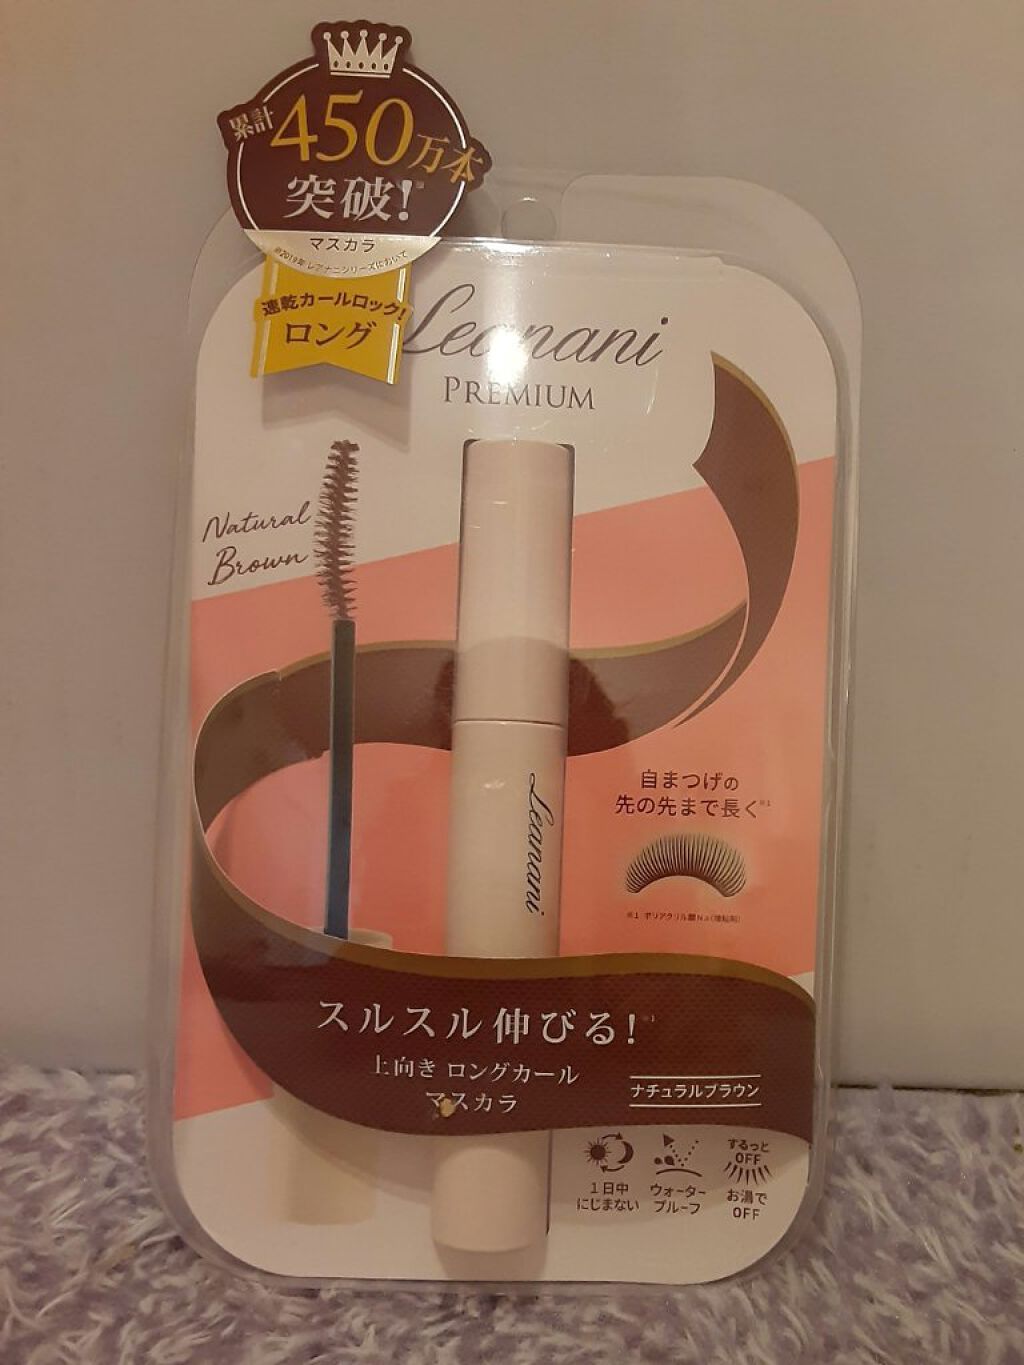 累計450万本
突破!※
マスカラ
※2019年 レアナニシリーズにおいて
速乾カールロック!
ロング
Leanani
PREMIUM
Natural
Brown
Leanani
自まつげの
先の先まで長く※1
※1 ポリアクリル酸Na(増粘剤)
スルスル伸びる!※1
上向き ロングカール
マスカラ
ナチュラルブラウン
1日中
にじまない
ウォーター
プルーフ
するっと
OFF
お湯で
OFF